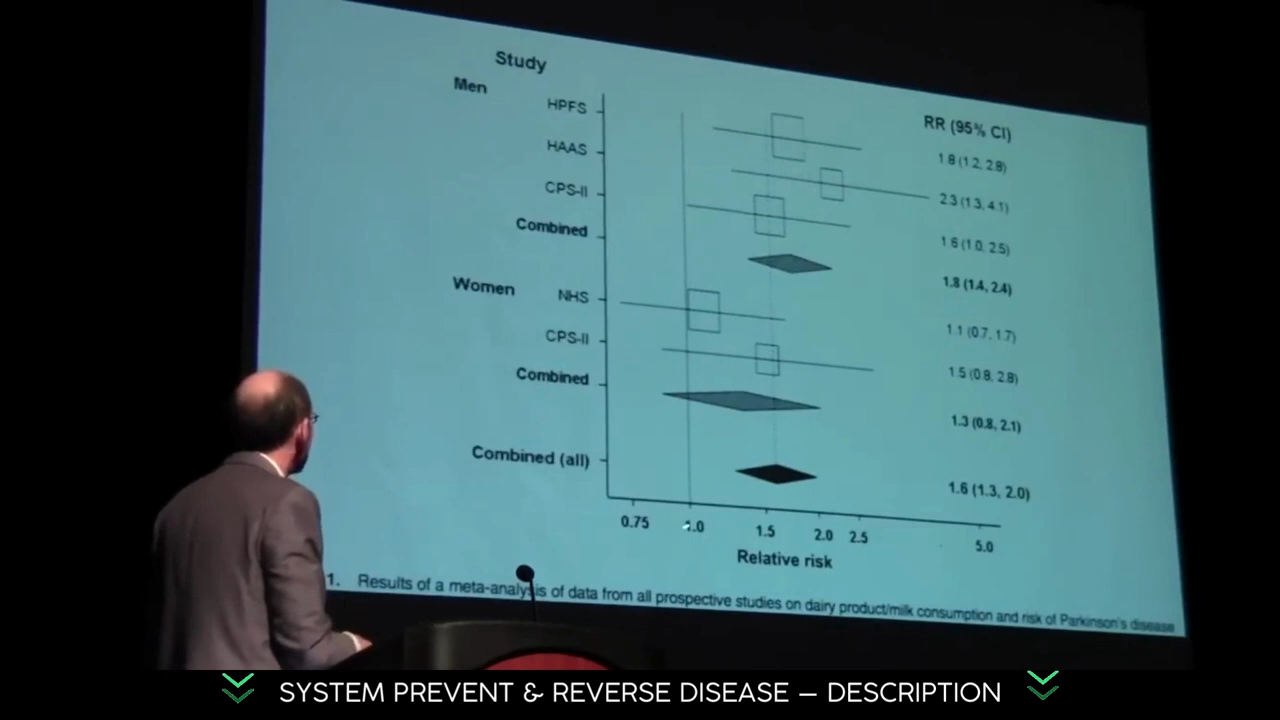 Study
RR (95% CI)
Men
HPFS 1.8 (1.2, 2.8)
HAAS 2.3 (1.3, 4.1)
CPS-II 1.6 (1.0, 2.5)
Combined 1.8 (1.4, 2.4)
Women
NHS 1.1 (0.7, 1.7)
CPS-II 1.5 (0.8, 2.8)
Combined 1.3 (0.8, 2.1)
Combined (all) 1.6 (1.3, 2.0)
0.75 1.0 1.5 2.0 2.5 5.0
Relative risk
1. Results of a meta-analysis of data from all prospective studies on dairy product/milk consumption and risk of Parkinson's disease
SYSTEM PREVENT & REVERSE DISEASE – DESCRIPTION